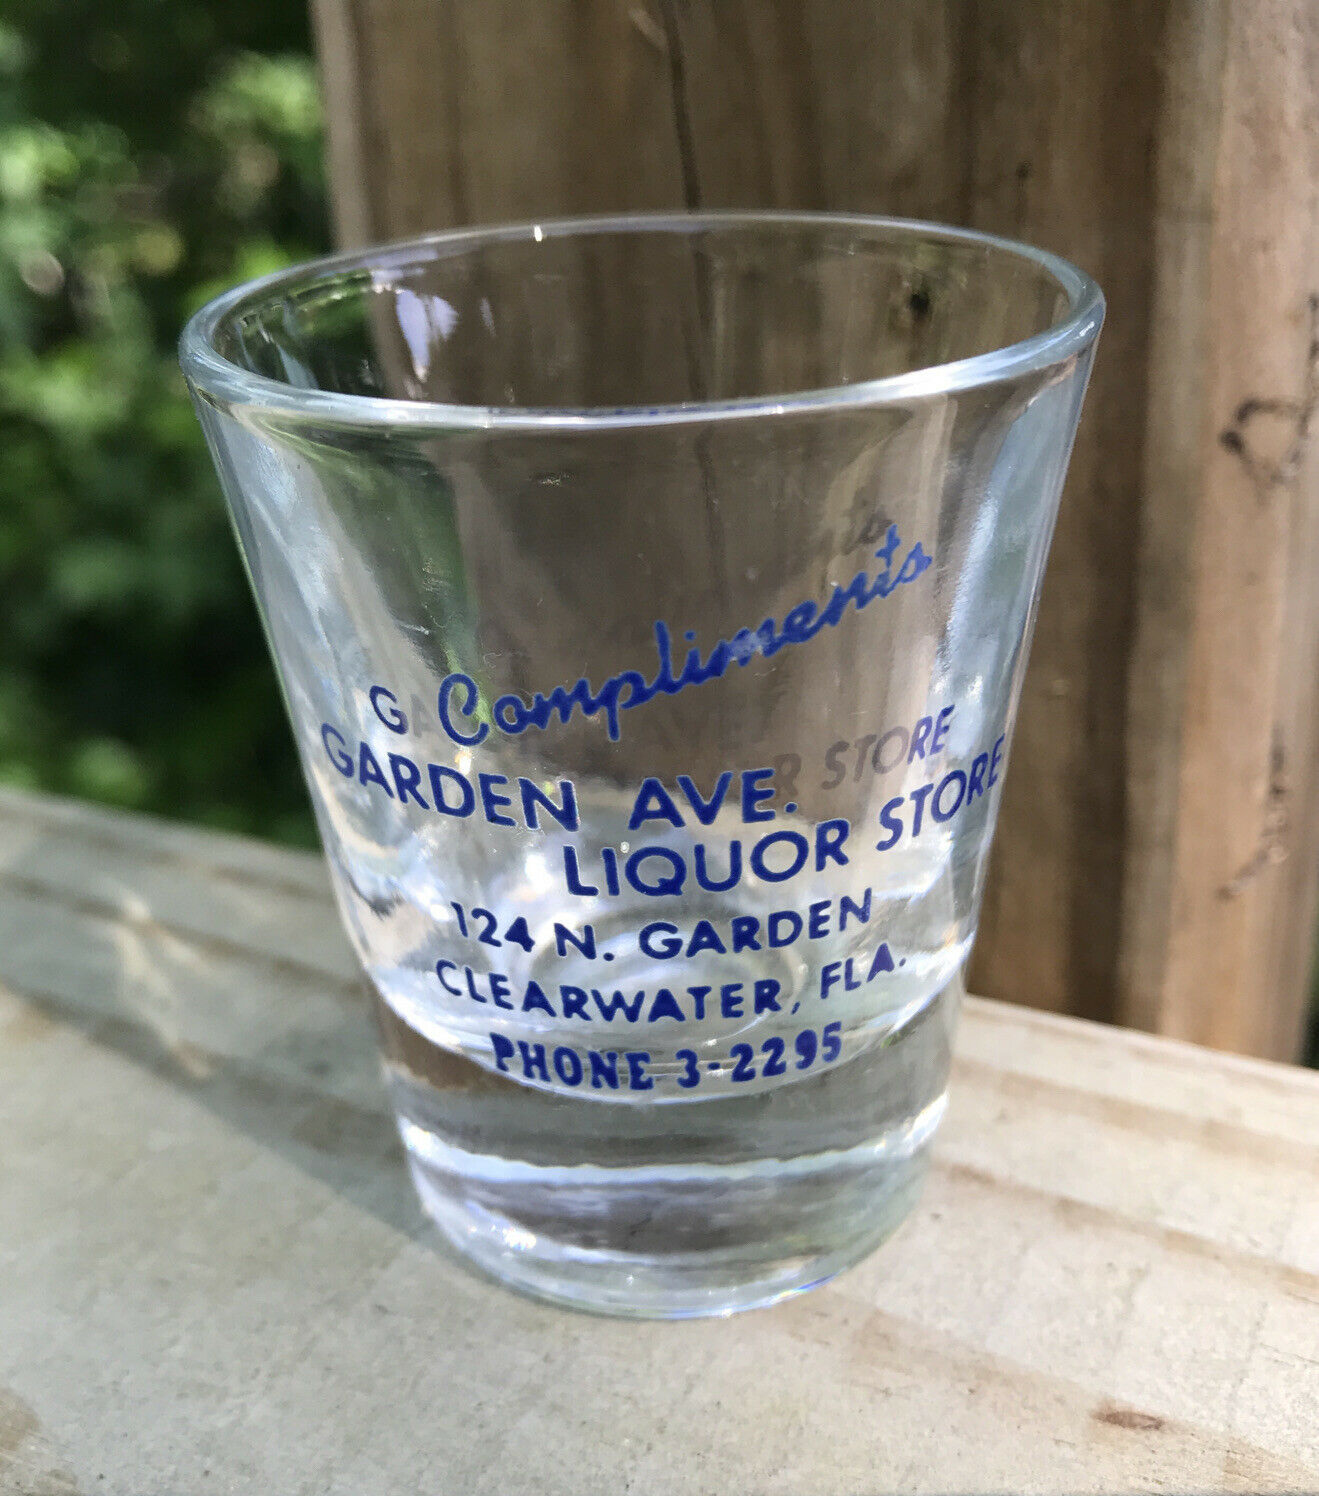 Compliments
GARDEN AVE.
LIQUOR STORE
124 N. GARDEN
CLEARWATER, FLA.
PHONE 3-2295